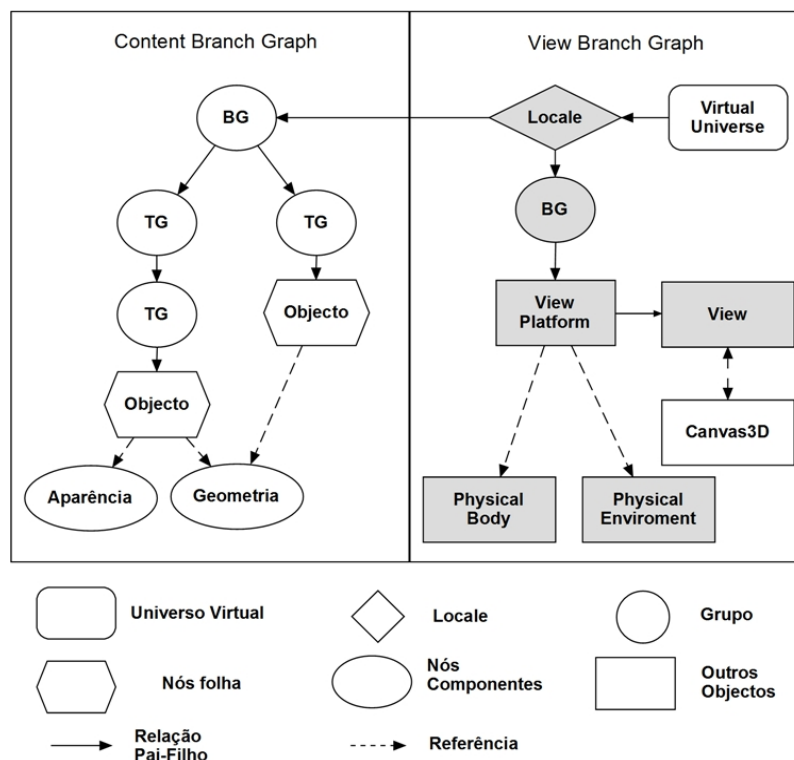 Content Branch Graph
View Branch Graph
BG
Locale
Virtual
Universe
TG
TG
BG
TG
Objecto
View
Platform
View
Objecto
Canvas3D
Aparência
Geometria
Physical
Body
Physical
Enviroment
Universo Virtual
Locale
Grupo
Nós folha
Nós
Componentes
Outros
Objectos
Relação
Pai-Filho
Referência